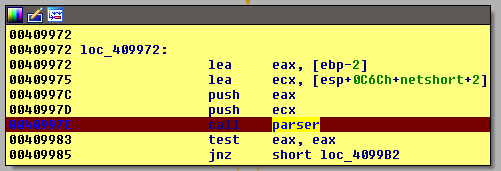 00409972
00409972 loc_409972:
00409972 lea eax, [ebp-2]
00409975 lea ecx, [esp+0C6Ch+netshort+2]
0040997C push eax
0040997D push ecx
0040997E call parser
00409983 test eax, eax
00409985 jnz short loc_4099B2